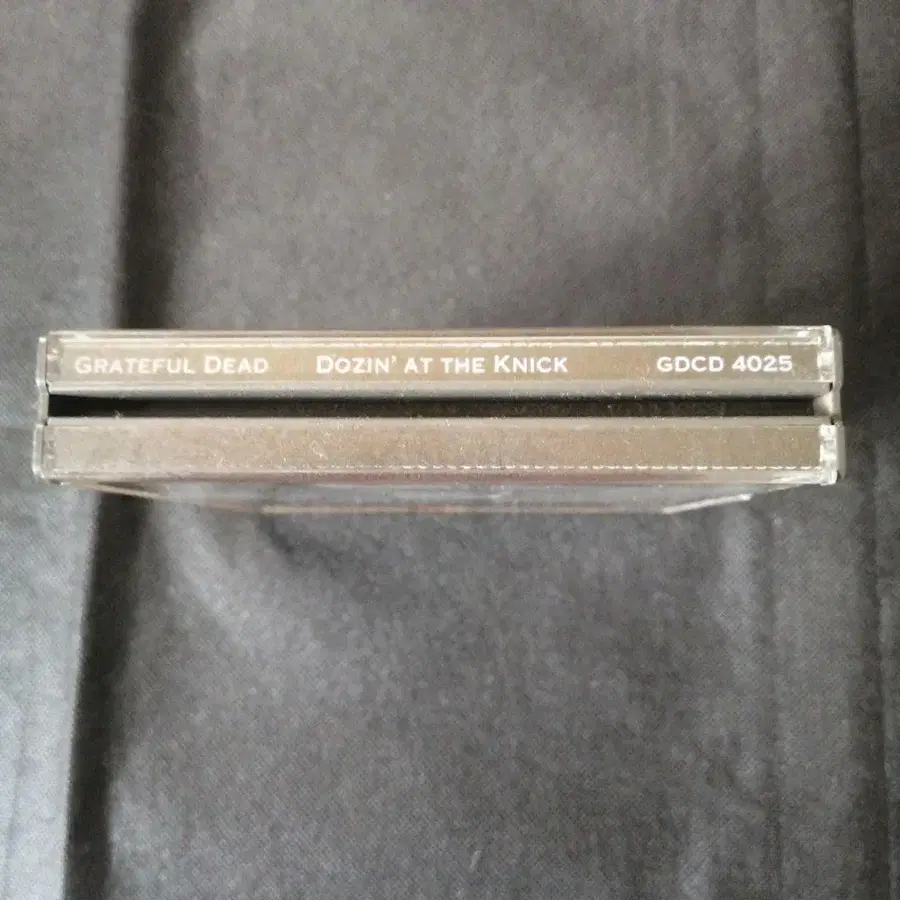 GRATEFUL DEAD DOZIN' AT THE KNICK GDCD 4025